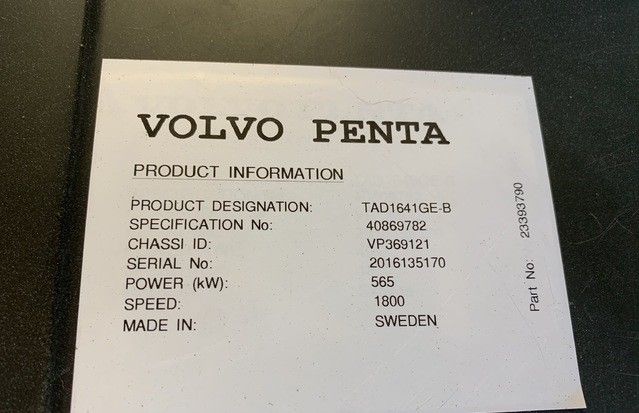 VOLVO PENTA
PRODUCT INFORMATION
PRODUCT DESIGNATION: TAD1641GE-B
SPECIFICATION No: 40869782
CHASSI ID: VP369121
SERIAL No: 2016135170
POWER (kW): 565
SPEED: 1800
MADE IN: SWEDEN
Part No: 23393790